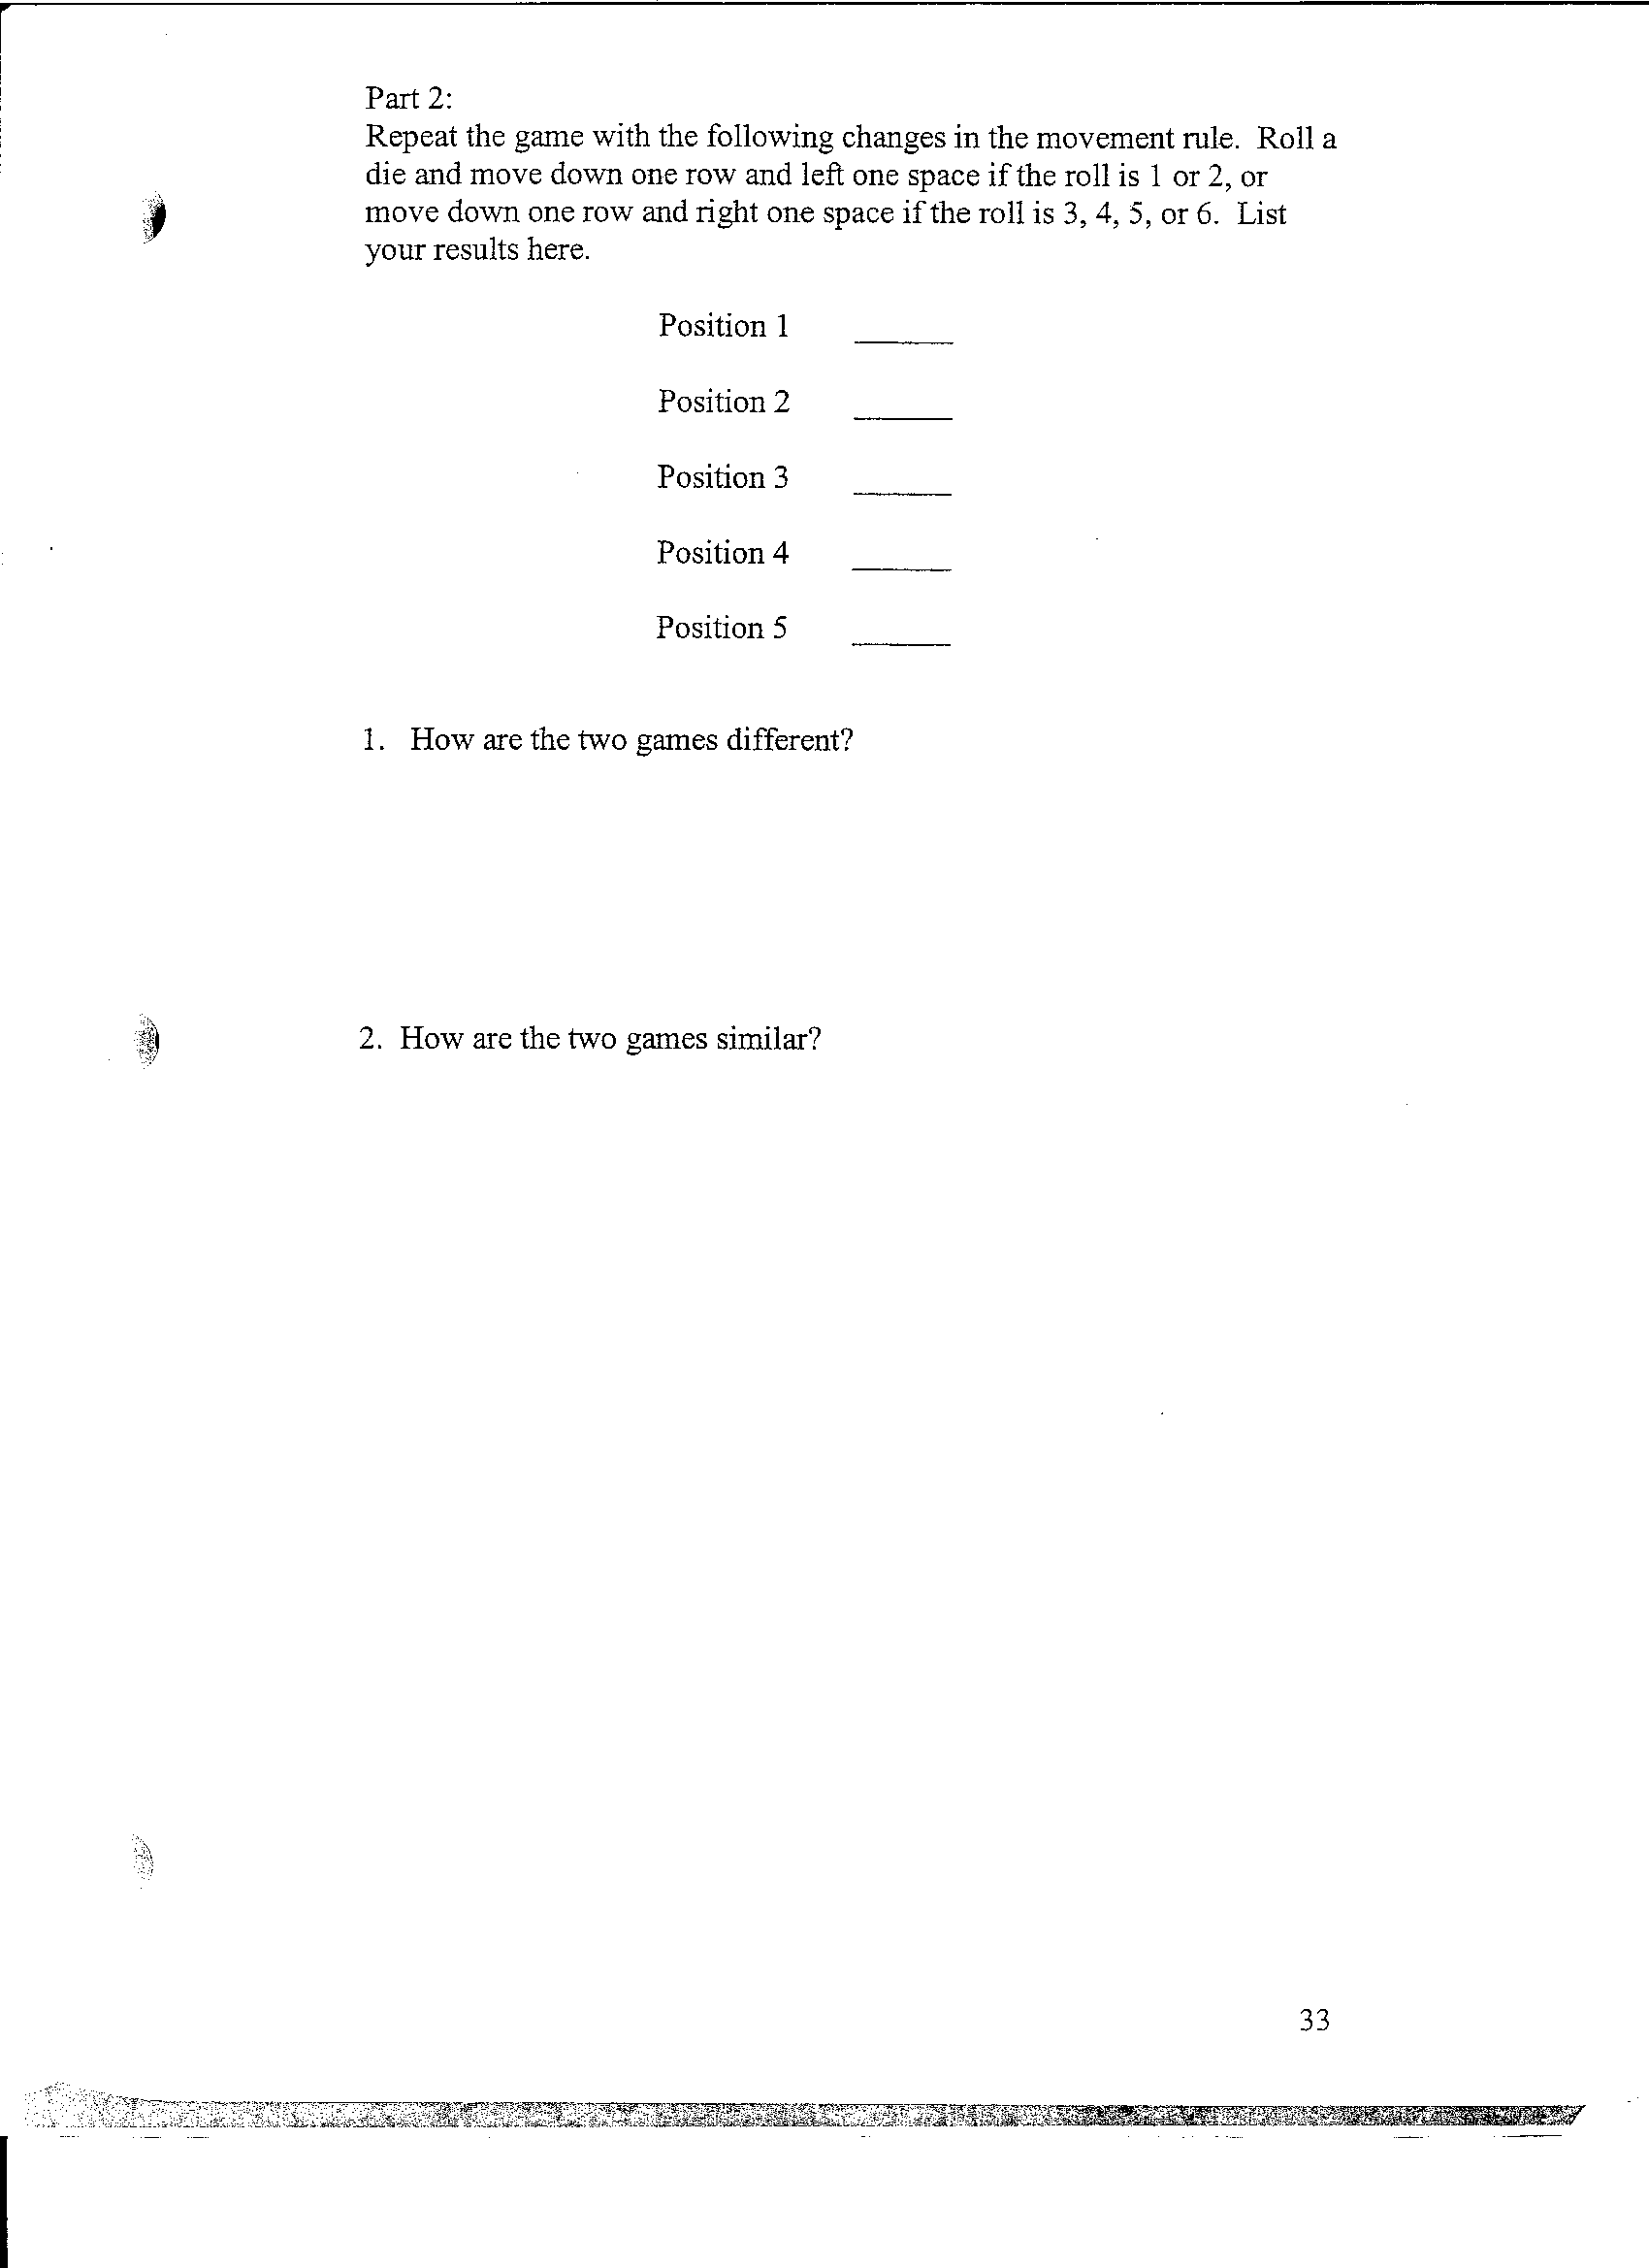 Part 2:
Repeat the game with the following changes in the movement rule. Roll a
die and move down one row and left one space if the roll is 1 or 2, or
move down one row and right one space if the roll is 3, 4, 5, or 6. List
your results here.
Position 1 ______
Position 2 ______
Position 3 ______
Position 4 ______
Position 5 ______
1. How are the two games different?
2. How are the two games similar?
33